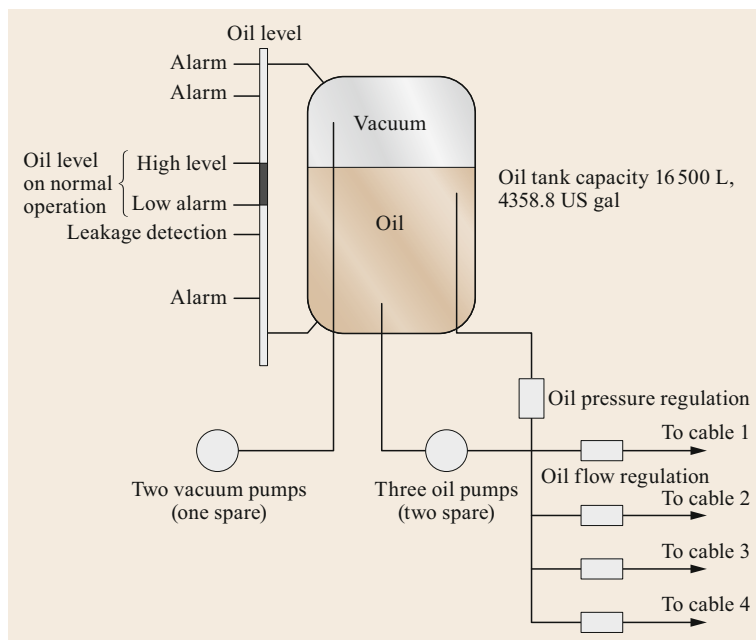 Oil level
Alarm
Alarm
Oil level
on normal
operation
High level
Low alarm
Leakage detection
Alarm
Vacuum
Oil
Oil tank capacity 16 500 L,
4358.8 US gal
Oil pressure regulation
To cable 1
Oil flow regulation
Two vacuum pumps
(one spare)
Three oil pumps
(two spare)
To cable 2
To cable 3
To cable 4